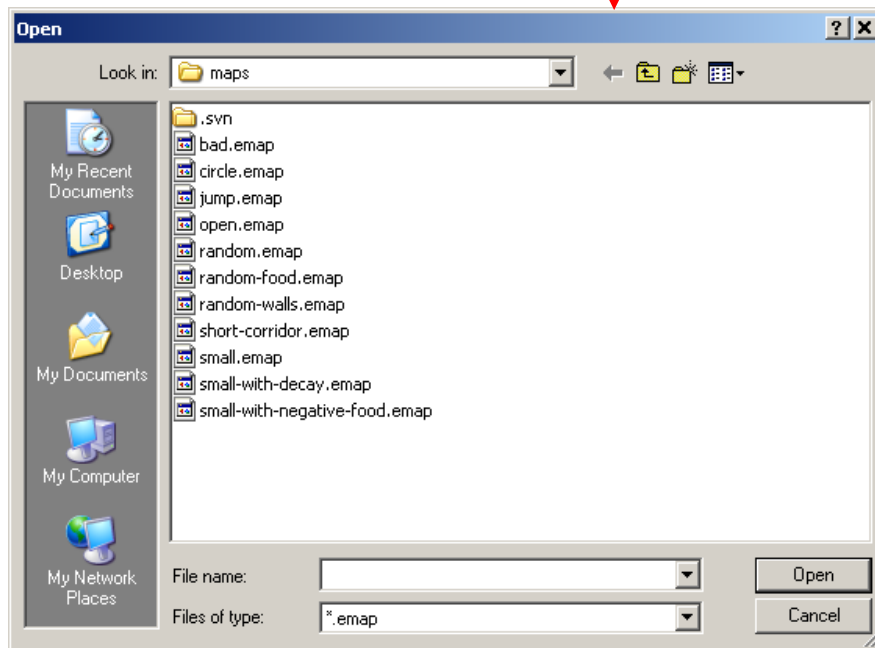 Open
Look in:
maps
.svn
bad.emap
circle.emap
jump.emap
open.emap
random.emap
random-food.emap
random-walls.emap
short-corridor.emap
small.emap
small-with-decay.emap
small-with-negative-food.emap
My Recent
Documents
Desktop
My Documents
My Computer
My Network
Places
File name:
Open
Files of type:
*.emap
Cancel